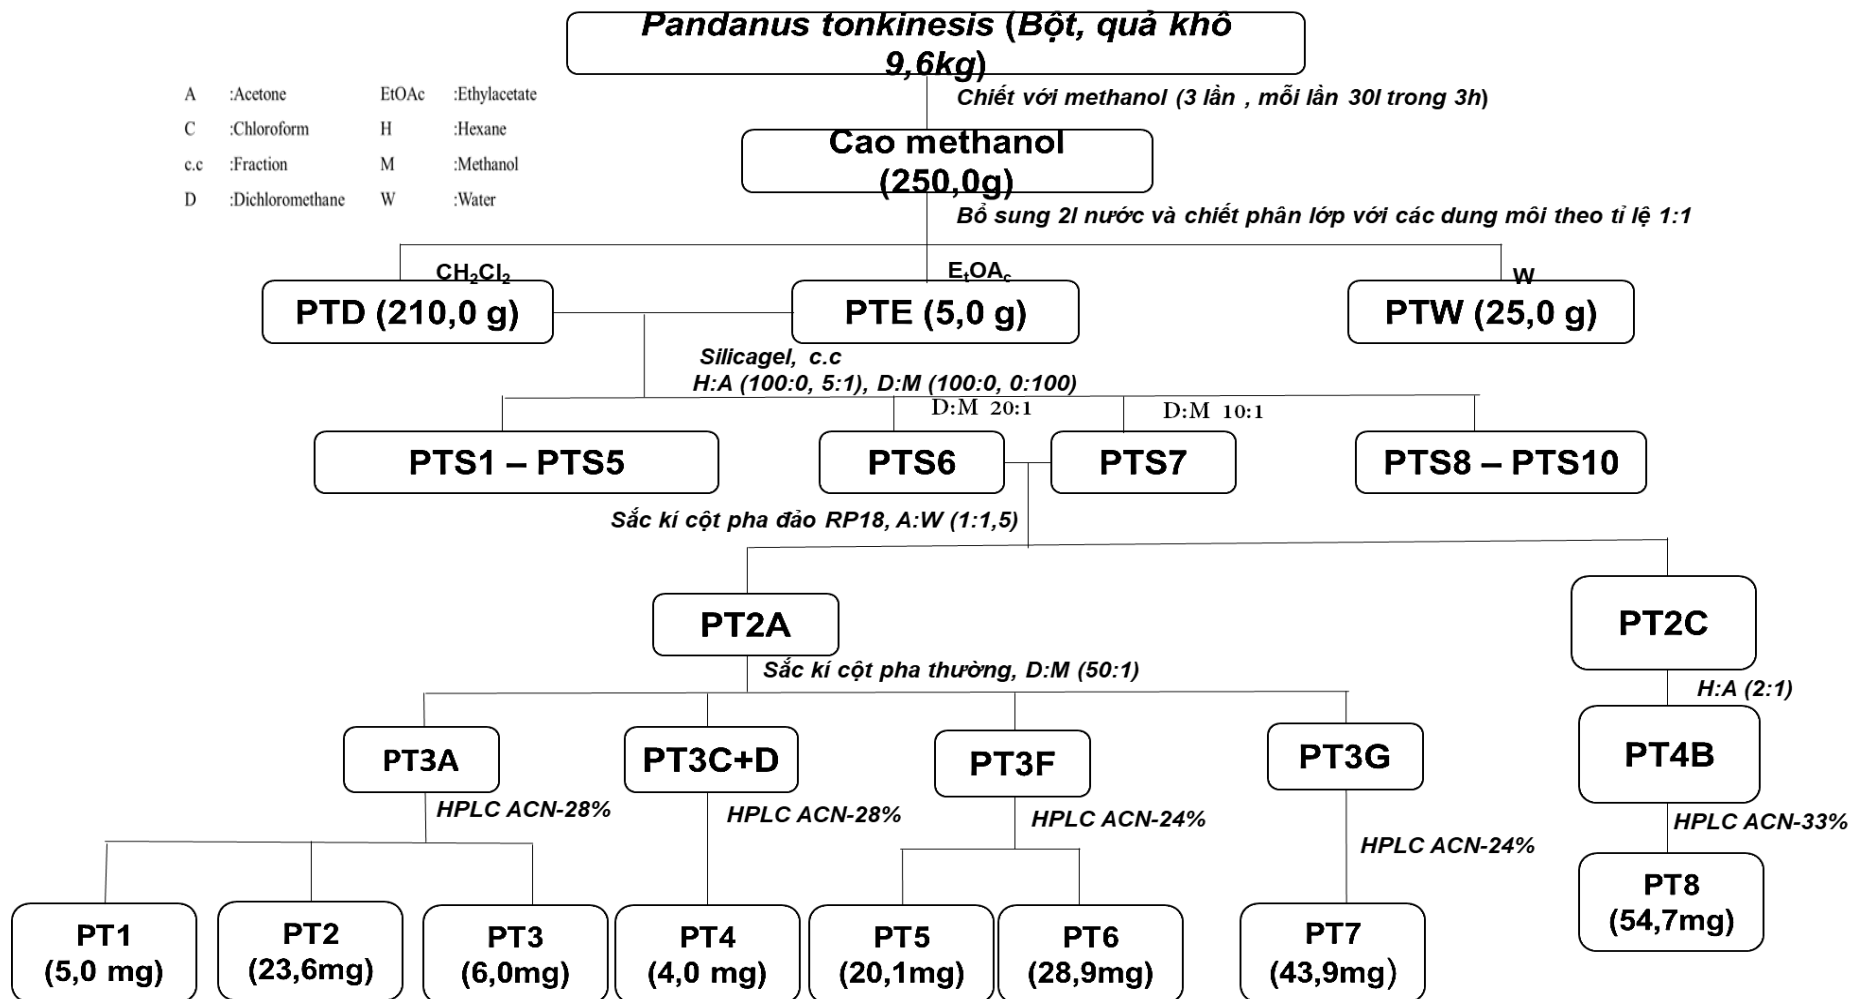 Pandanus tonkinesis (Bột, quả khô
9,6kg)
A :Acetone EtOAc :Ethylacetate
C :Chloroform H :Hexane
c.c :Fraction M :Methanol
D :Dichloromethane W :Water
Chiết với methanol (3 lần , mỗi lần 30l trong 3h)
Cao methanol
(250,0g)
Bổ sung 2l nước và chiết phân lớp với các dung môi theo tỉ lệ 1:1
CH₂Cl₂
EₜOA꜀
W
PTD (210,0 g)
PTE (5,0 g)
PTW (25,0 g)
Silicagel, c.c
H:A (100:0, 5:1), D:M (100:0, 0:100)
D:M 20:1
D:M 10:1
PTS1 – PTS5
PTS6
PTS7
PTS8 – PTS10
Sắc kí cột pha đảo RP18, A:W (1:1,5)
PT2A
PT2C
Sắc kí cột pha thường, D:M (50:1)
H:A (2:1)
PT3A
PT3C+D
PT3F
PT3G
PT4B
HPLC ACN-28%
HPLC ACN-28%
HPLC ACN-24%
HPLC ACN-24%
HPLC ACN-33%
PT1
(5,0 mg)
PT2
(23,6mg)
PT3
(6,0mg)
PT4
(4,0 mg)
PT5
(20,1mg)
PT6
(28,9mg)
PT7
(43,9mg)
PT8
(54,7mg)